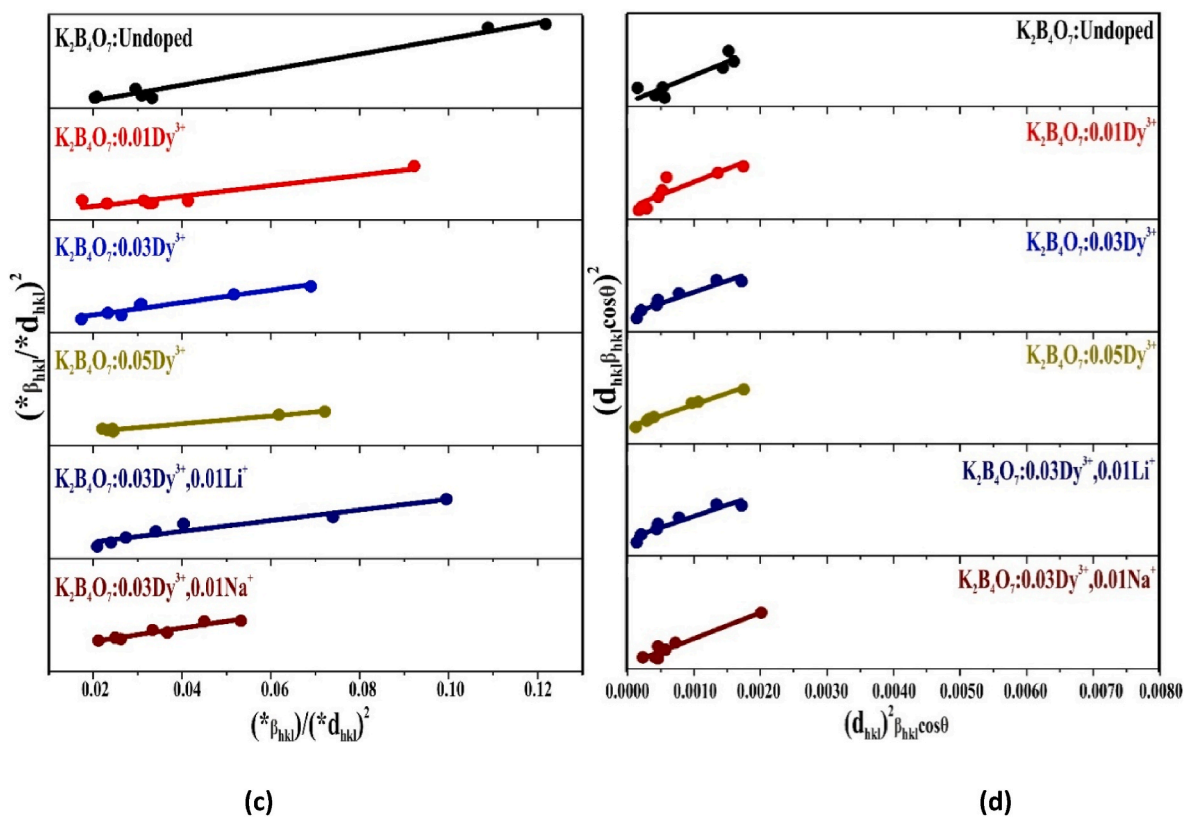 K₂B₄O₇:Undoped
K₂B₄O₇:0.01Dy³⁺
K₂B₄O₇:0.03Dy³⁺
K₂B₄O₇:0.05Dy³⁺
K₂B₄O₇:0.03Dy³⁺,0.01Li⁺
K₂B₄O₇:0.03Dy³⁺,0.01Na⁺
(*βhkl/*dhkl)²
0.02 0.04 0.06 0.08 0.10 0.12
(*βhkl)/(*dhkl)²
(c)
K₂B₄O₇:Undoped
K₂B₄O₇:0.01Dy³⁺
K₂B₄O₇:0.03Dy³⁺
K₂B₄O₇:0.05Dy³⁺
K₂B₄O₇:0.03Dy³⁺,0.01Li⁺
K₂B₄O₇:0.03Dy³⁺,0.01Na⁺
(dhklβhklcosθ)²
0.0000 0.0010 0.0020 0.0030 0.0040 0.0050 0.0060 0.0070 0.0080
(dhkl)²βhklcosθ
(d)